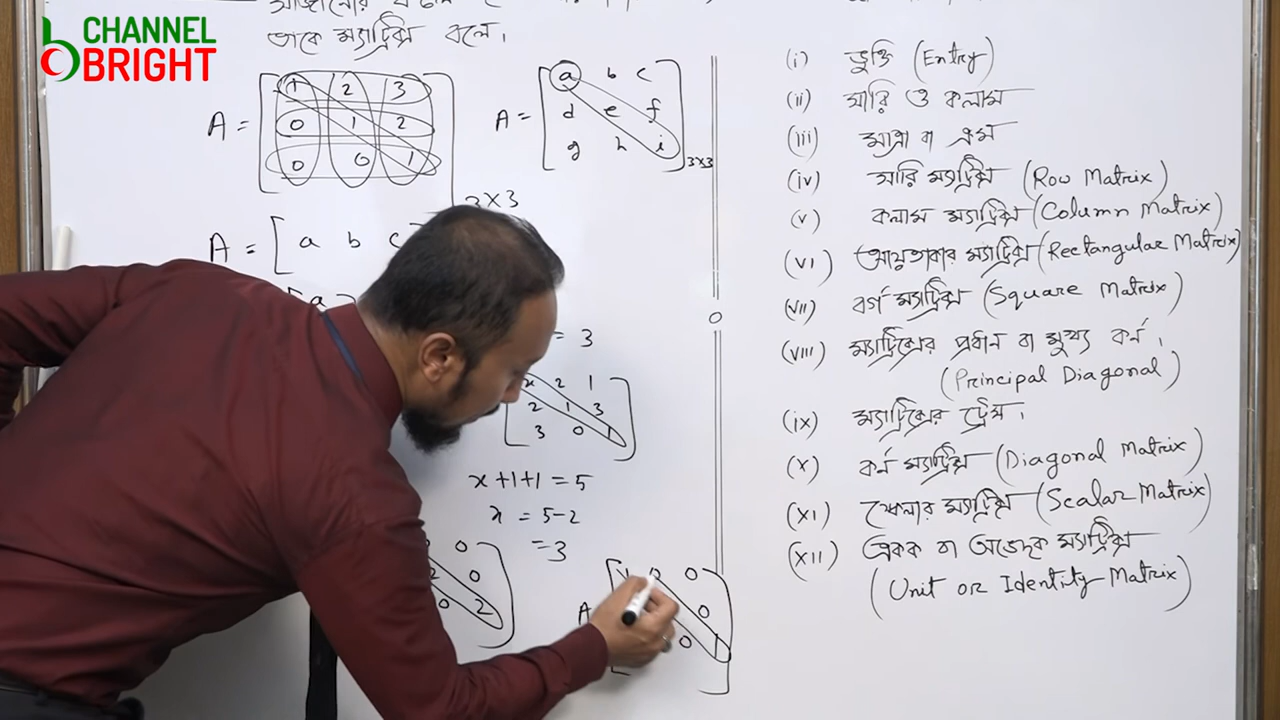 CHANNEL
BRIGHT
তাকে ম্যাট্রিক্স বলে।
A = [1 2 3
0 1 2
0 0 1]
3×3
A = [a b c
d e f
g h i] 3×3
A = [a b c
a
= 3
x 2 1
2 1 3
3 0 1
x+1+1 = 5
x = 5-2
= 3
0
2 0
0 2
A
1 0 0
0
0 1
(i) ভুক্তি (Entry)
(ii) সারি ও কলাম
(iii) মাত্রা বা ক্রম
(iv) সারি ম্যাট্রিক্স (Row Matrix)
(v) কলাম ম্যাট্রিক্স (Column Matrix)
(vi) আয়তাকার ম্যাট্রিক্স (Rectangular Matrix)
(vii) বর্গ ম্যাট্রিক্স (Square Matrix)
(viii) ম্যাট্রিক্সের প্রধান বা মুখ্য কর্ন।
(Principal Diagonal)
(ix) ম্যাট্রিক্সের ট্রেস।
(x) কর্ন ম্যাট্রিক্স (Diagonal Matrix)
(xi) স্কেলার ম্যাট্রিক্স (Scalar Matrix)
(xii) একক বা অভেদক ম্যাট্রিক্স
(Unit or Identity Matrix)